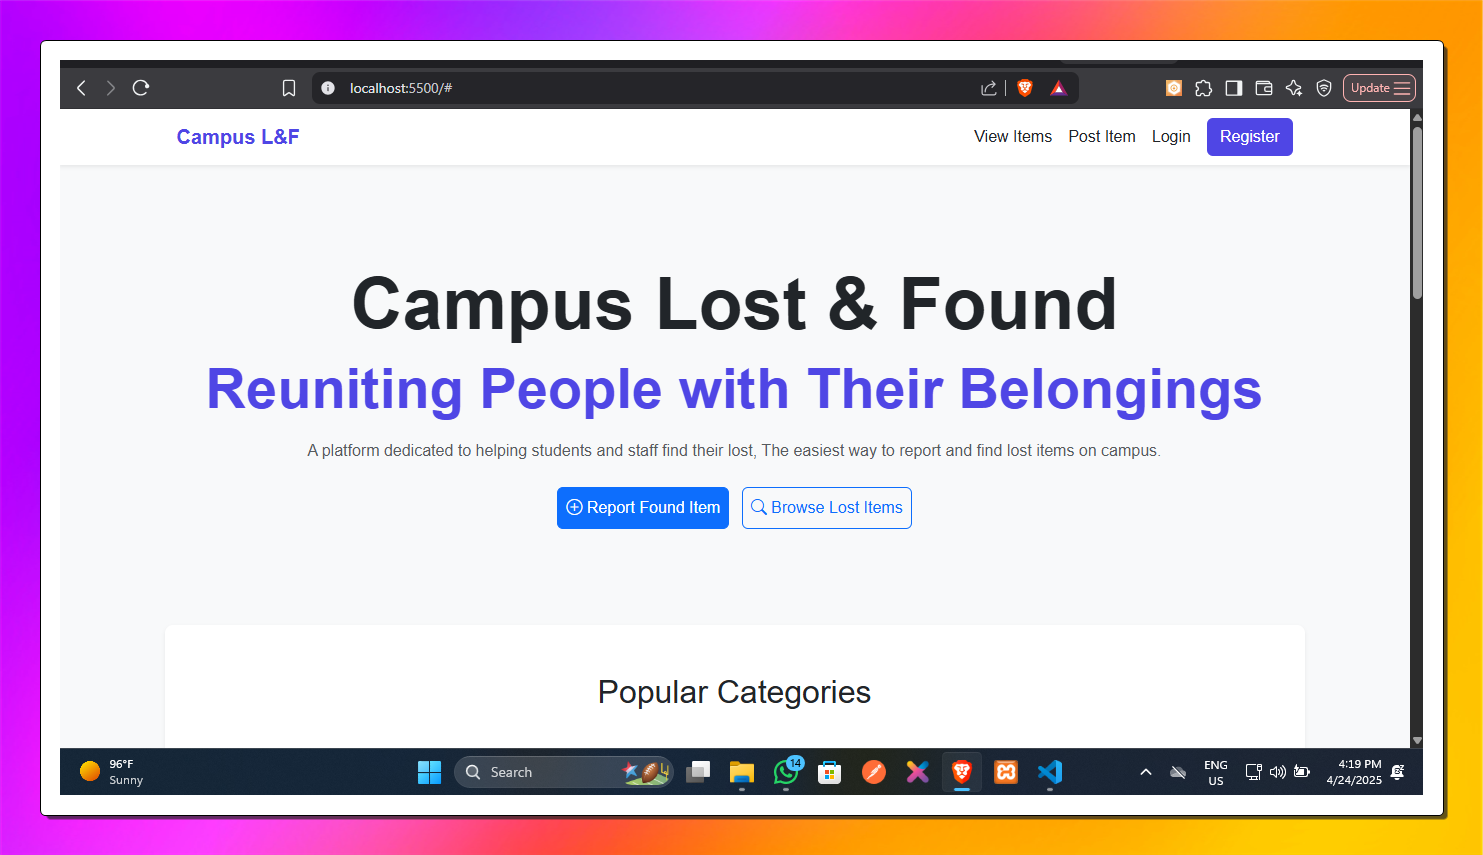 localhost:5500/#
Update
Campus L&F
View Items
Post Item
Login
Register
Campus Lost & Found
Reuniting People with Their Belongings
A platform dedicated to helping students and staff find their lost, The easiest way to report and find lost items on campus.
Report Found Item
Browse Lost Items
Popular Categories
96°F
Sunny
Search
14
ENG
US
4:19 PM
4/24/2025